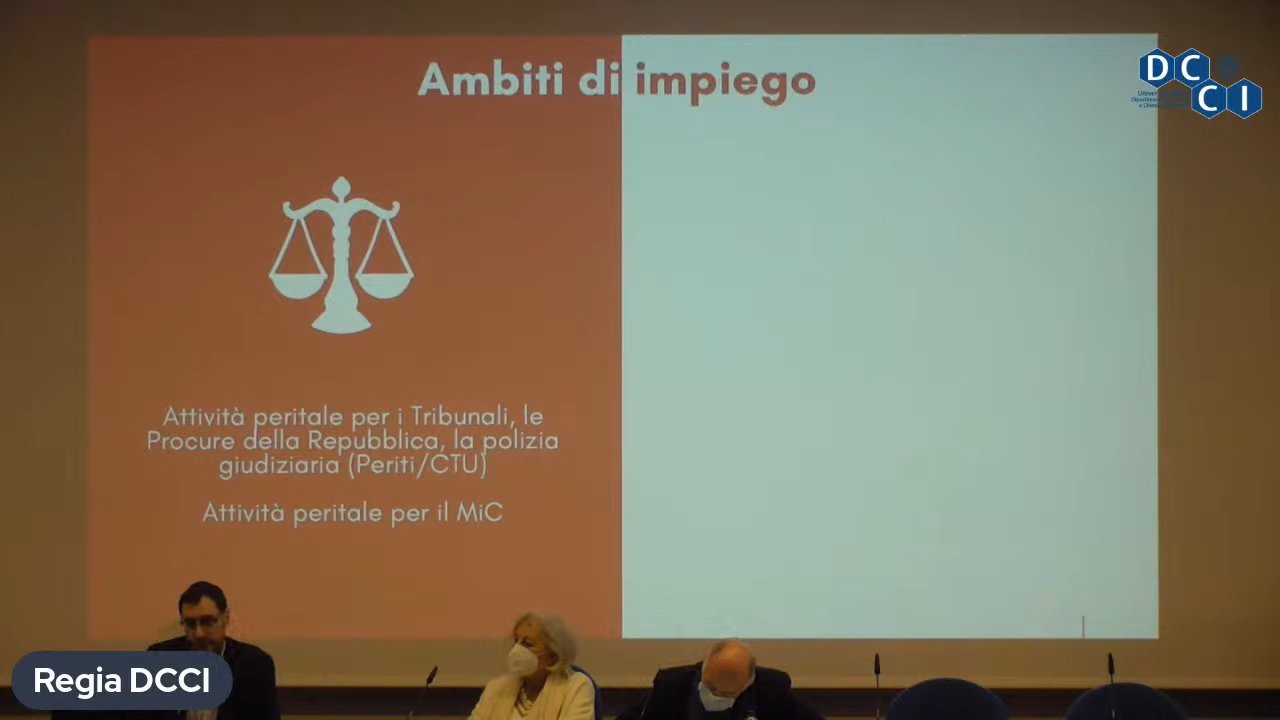 Ambiti di impiego
DC
CI
Attività peritale per i Tribunali, le
Procure della Repubblica, la polizia
giudiziaria (Periti/CTU)
Attività peritale per il MiC
Regia DCCI